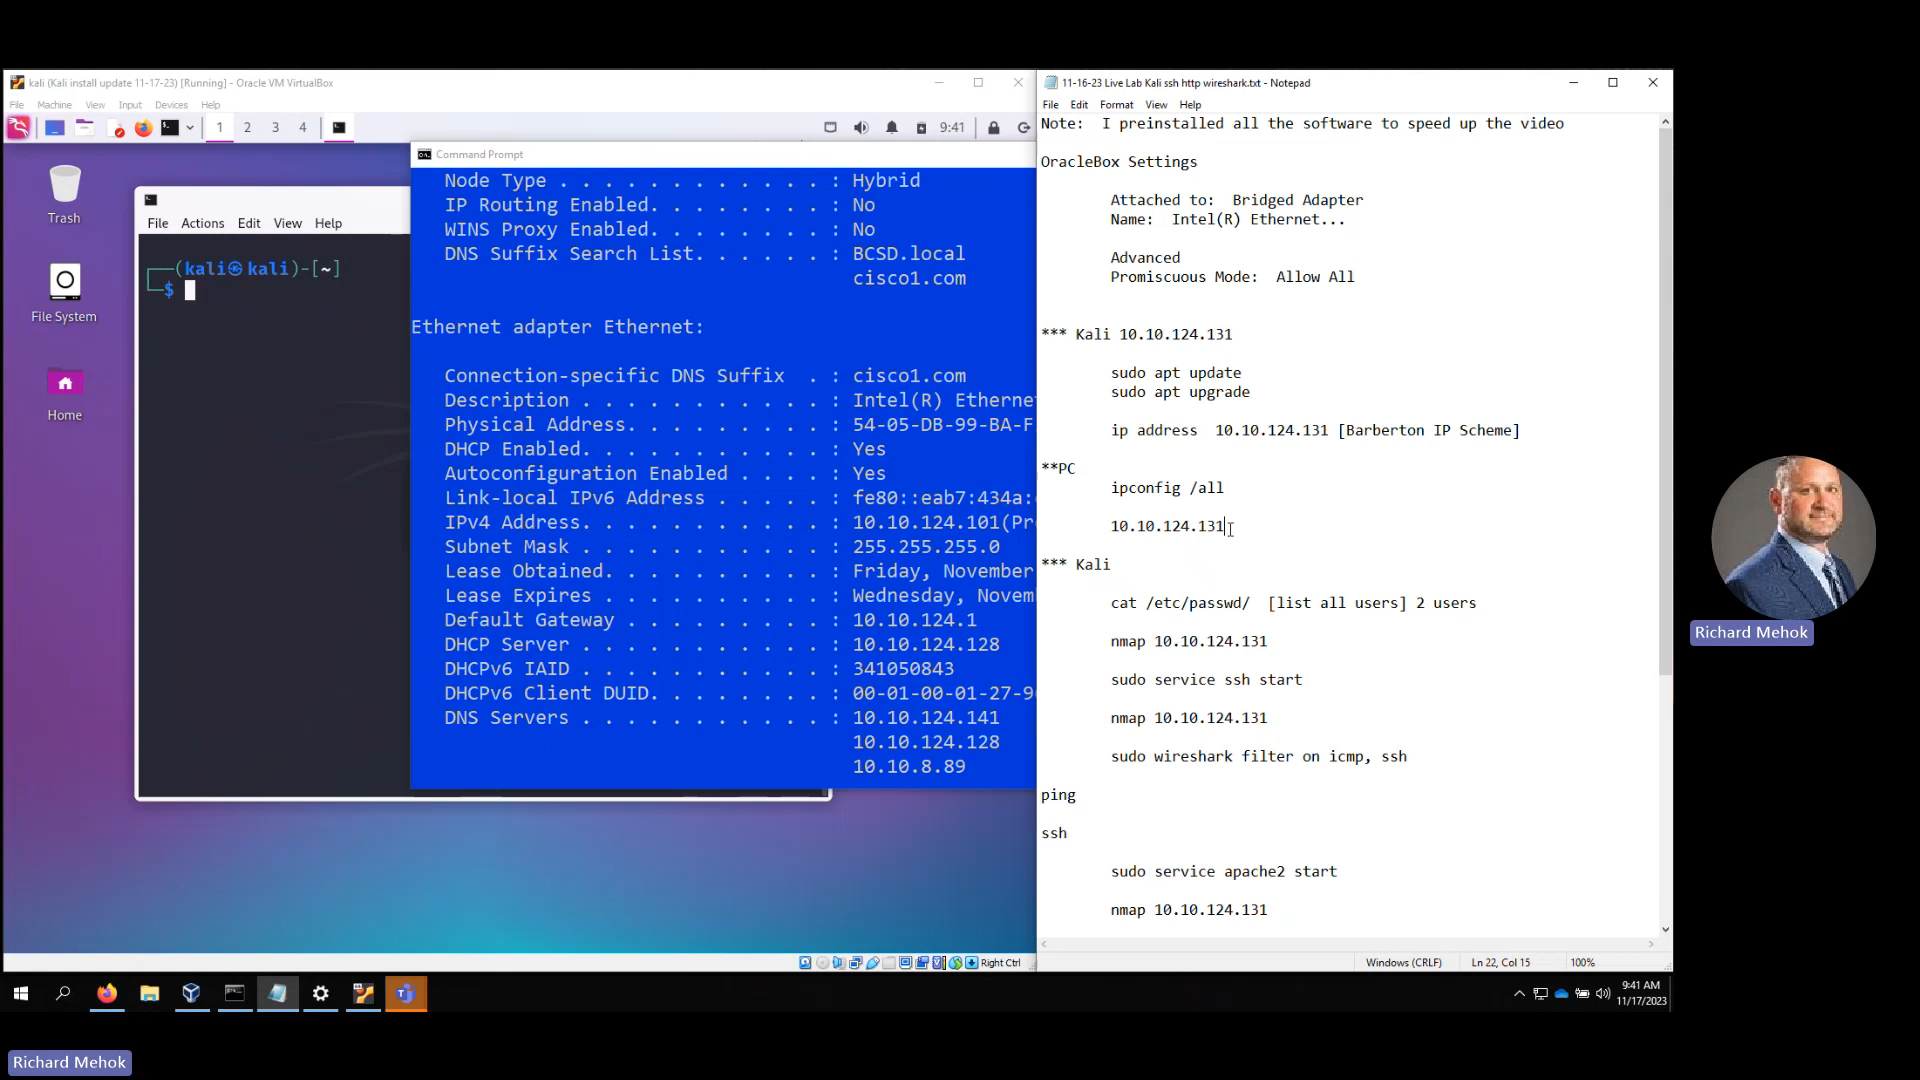 kali (Kali install update 11-17-23) [Running] - Oracle VM VirtualBox
File Machine View Input Devices Help
1 2 3 4
9:41
Trash
File System
Home
File Actions Edit View Help
(kali㉿kali)-[~]
$
Command Prompt
Node Type . . . . . . . . . . . . : Hybrid
IP Routing Enabled. . . . . . . . : No
WINS Proxy Enabled. . . . . . . . : No
DNS Suffix Search List. . . . . . : BCSD.local
cisco1.com
Ethernet adapter Ethernet:
Connection-specific DNS Suffix . : cisco1.com
Description . . . . . . . . . . . : Intel(R) Etherne
Physical Address. . . . . . . . . : 54-05-DB-99-BA-F
DHCP Enabled. . . . . . . . . . . : Yes
Autoconfiguration Enabled . . . . : Yes
Link-local IPv6 Address . . . . . : fe80::eab7:434a:
IPv4 Address. . . . . . . . . . . : 10.10.124.101(Pr
Subnet Mask . . . . . . . . . . . : 255.255.255.0
Lease Obtained. . . . . . . . . . : Friday, November
Lease Expires . . . . . . . . . . : Wednesday, Novem
Default Gateway . . . . . . . . . : 10.10.124.1
DHCP Server . . . . . . . . . . . : 10.10.124.128
DHCPv6 IAID . . . . . . . . . . . : 341050843
DHCPv6 Client DUID. . . . . . . . : 00-01-00-01-27-9
DNS Servers . . . . . . . . . . . : 10.10.124.141
10.10.124.128
10.10.8.89
Right Ctrl
11-16-23 Live Lab Kali ssh http wireshark.txt - Notepad
File Edit Format View Help
Note: I preinstalled all the software to speed up the video
OracleBox Settings
Attached to: Bridged Adapter
Name: Intel(R) Ethernet...
Advanced
Promiscuous Mode: Allow All
*** Kali 10.10.124.131
sudo apt update
sudo apt upgrade
ip address 10.10.124.131 [Barberton IP Scheme]
**PC
ipconfig /all
10.10.124.131
*** Kali
cat /etc/passwd/ [list all users] 2 users
nmap 10.10.124.131
sudo service ssh start
nmap 10.10.124.131
sudo wireshark filter on icmp, ssh
ping
ssh
sudo service apache2 start
nmap 10.10.124.131
Windows (CRLF) Ln 22, Col 15 100%
9:41 AM
11/17/2023
Richard Mehok
Richard Mehok